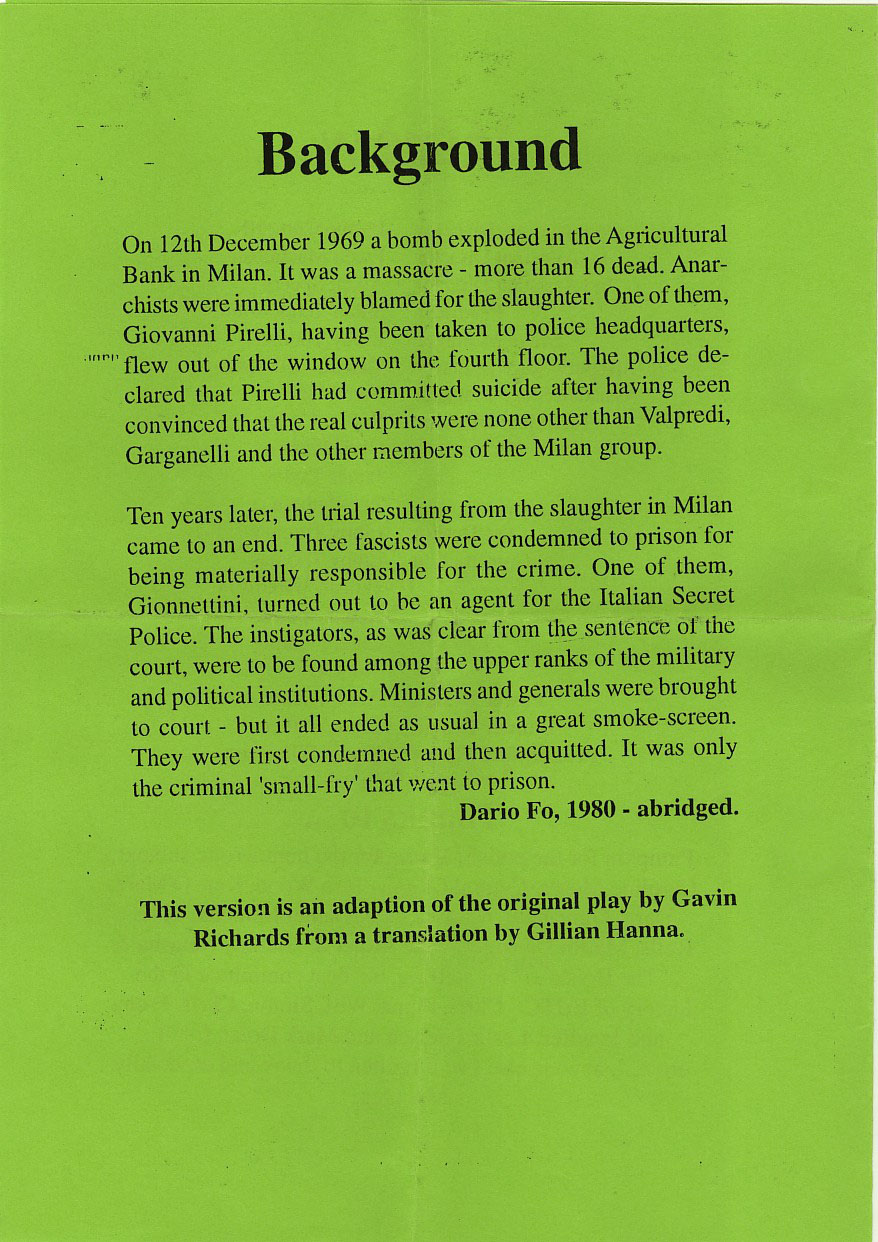 Background
On 12th December 1969 a bomb exploded in the Agricultural
Bank in Milan. It was a massacre - more than 16 dead. Anar-
chists were immediately blamed for the slaughter. One of them,
Giovanni Pirelli, having been taken to police headquarters,
flew out of the window on the fourth floor. The police de-
clared that Pirelli had committed suicide after having been
convinced that the real culprits were none other than Valpredi,
Garganelli and the other members of the Milan group.
Ten years later, the trial resulting from the slaughter in Milan
came to an end. Three fascists were condemned to prison for
being materially responsible for the crime. One of them,
Gionnettini, turned out to be an agent for the Italian Secret
Police. The instigators, as was clear from the sentence of the
court, were to be found among the upper ranks of the military
and political institutions. Ministers and generals were brought
to court - but it all ended as usual in a great smoke-screen.
They were first condemned and then acquitted. It was only
the criminal 'small-fry' that went to prison.
Dario Fo, 1980 - abridged.
This version is an adaption of the original play by Gavin
Richards from a translation by Gillian Hanna.